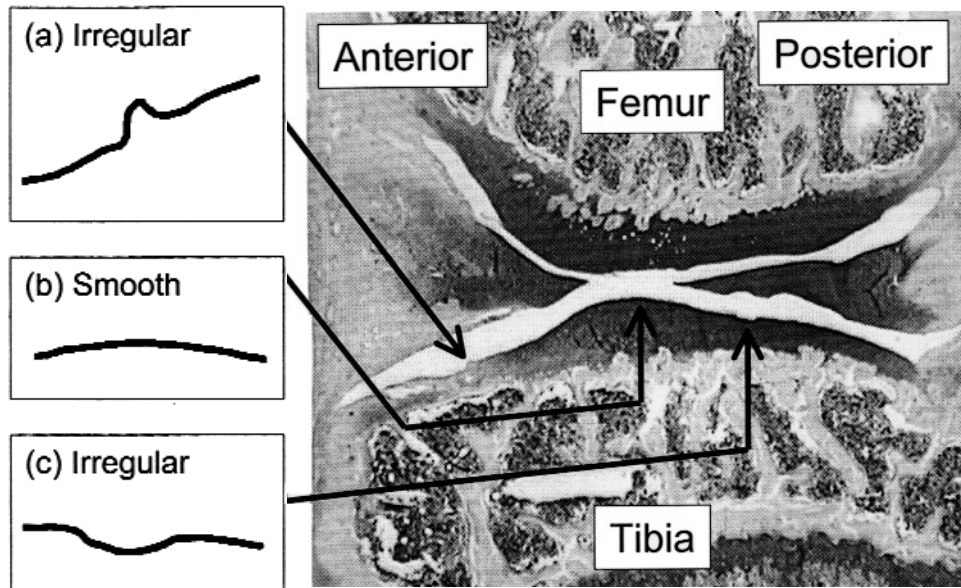 (a) Irregular
(b) Smooth
(c) Irregular
Anterior
Posterior
Femur
Tibia